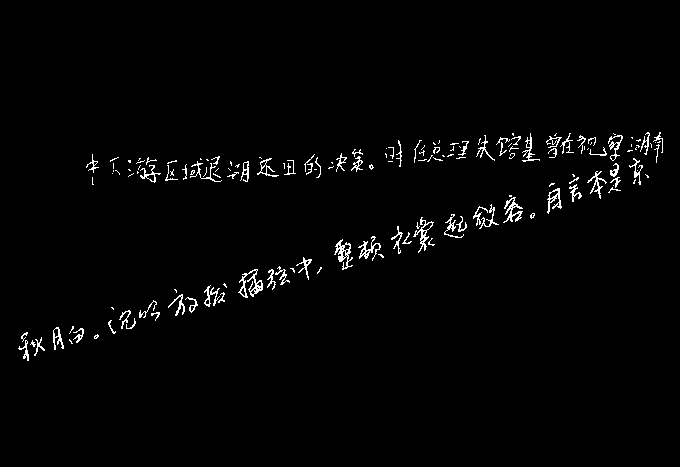 中下游区域退湖还田的决策。时任总理朱镕基曾在视察湖南
秋月白。沉吟放拨插弦中,整顿衣裳起敛容。自言本是京